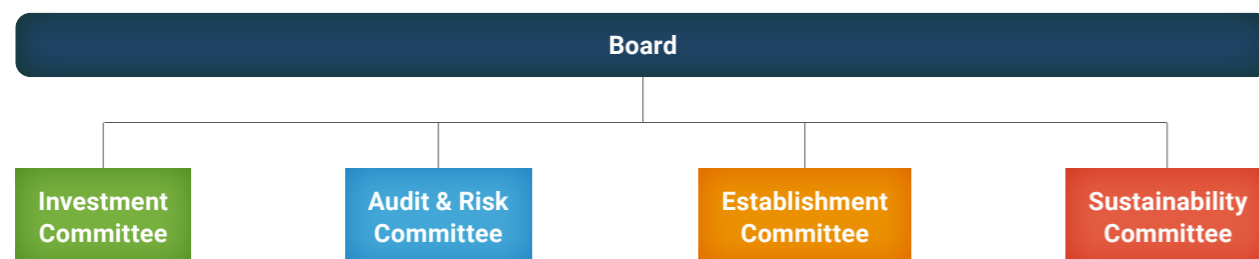 Board
Investment
Committee
Audit & Risk
Committee
Establishment
Committee
Sustainability
Committee